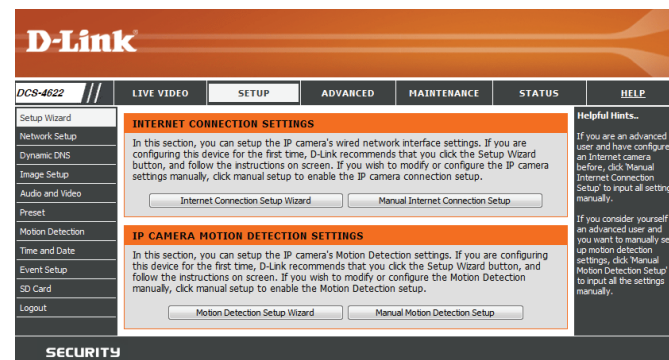 D-Link
DCS-4622
LIVE VIDEO
SETUP
ADVANCED
MAINTENANCE
STATUS
HELP
Setup Wizard
Network Setup
Dynamic DNS
Image Setup
Audio and Video
Preset
Motion Detection
Time and Date
Event Setup
SD Card
Logout
INTERNET CONNECTION SETTINGS
In this section, you can setup the IP camera's wired network interface settings. If you are
configuring this device for the first time, D-Link recommends that you click the Setup Wizard
button, and follow the instructions on screen. If you wish to modify or configure the IP camera
settings manually, click manual setup to enable the IP camera connection setup.
Internet Connection Setup Wizard
Manual Internet Connection Setup
IP CAMERA MOTION DETECTION SETTINGS
In this section, you can setup the IP camera's Motion Detection settings. If you are configuring
this device for the first time, D-Link recommends that you click the Setup Wizard button, and
follow the instructions on screen. If you wish to modify or configure the Motion Detection
manually, click manual setup to enable the Motion Detection setup.
Motion Detection Setup Wizard
Manual Motion Detection Setup
Helpful Hints..
If you are an advanced
user and have configure
an Internet camera
before, click 'Manual
Internet Connection
Setup' to input all setting
manually.
If you consider yourself
an advanced user and
you want to manually se
up motion detection
settings, click 'Manual
Motion Detection Setup'
to input all the settings
manually.
SECURITY